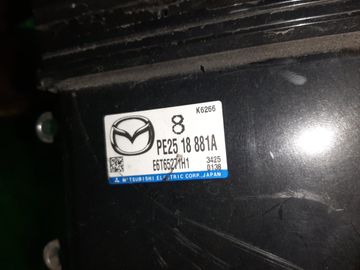 K6266
8
PE25 18 881A
E6T65271H1 3425
0138
MITSUBISHI ELECTRIC CORP. JAPAN